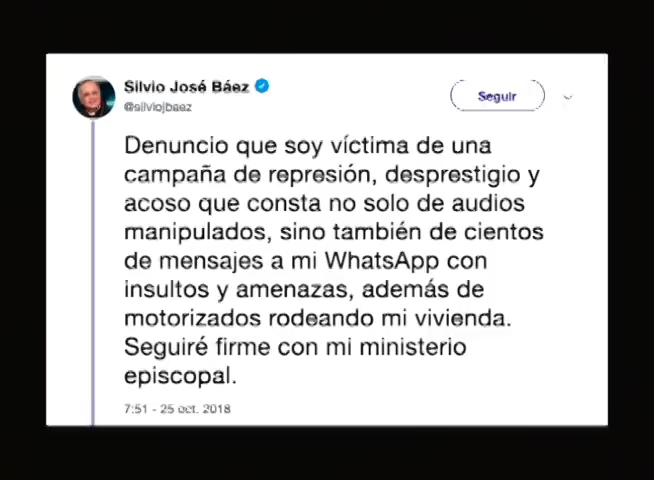 Silvio José Báez
@silviojbaez
Seguir
Denuncio que soy víctima de una
campaña de represión, desprestigio y
acoso que consta no solo de audios
manipulados, sino también de cientos
de mensajes a mi WhatsApp con
insultos y amenazas, además de
motorizados rodeando mi vivienda.
Seguiré firme con mi ministerio
episcopal.
7:51 - 25 oct. 2018